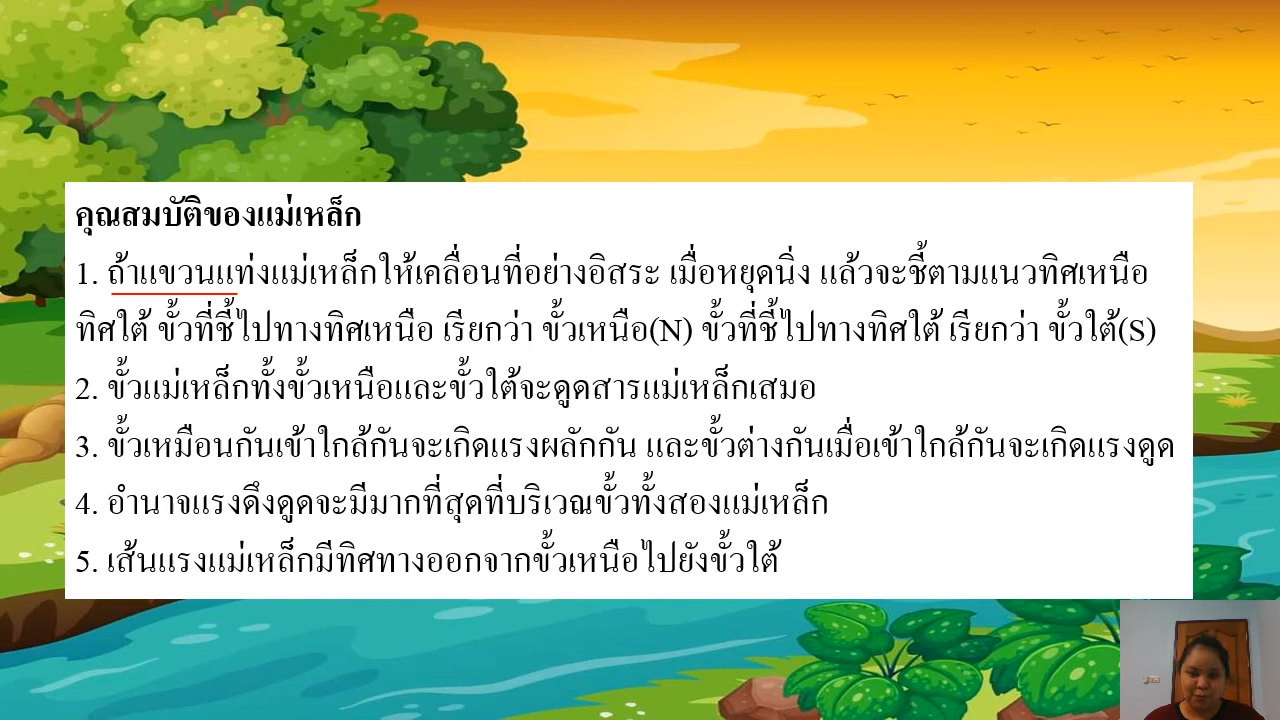 คุณสมบัติของแม่เหล็ก
1. ถ้าแขวนแท่งแม่เหล็กให้เคลื่อนที่อย่างอิสระ เมื่อหยุดนิ่ง แล้วจะชี้ตามแนวทิศเหนือ
ทิศใต้ ขั้วที่ชี้ไปทางทิศเหนือ เรียกว่า ขั้วเหนือ(N) ขั้วที่ชี้ไปทางทิศใต้ เรียกว่า ขั้วใต้(S)
2. ขั้วแม่เหล็กทั้งขั้วเหนือและขั้วใต้จะดูดสารแม่เหล็กเสมอ
3. ขั้วเหมือนกันเข้าใกล้กันจะเกิดแรงผลักกัน และขั้วต่างกันเมื่อเข้าใกล้กันจะเกิดแรงดูด
4. อำนาจแรงดึงดูดจะมีมากที่สุดที่บริเวณขั้วทั้งสองแม่เหล็ก
5. เส้นแรงแม่เหล็กมีทิศทางออกจากขั้วเหนือไปยังขั้วใต้